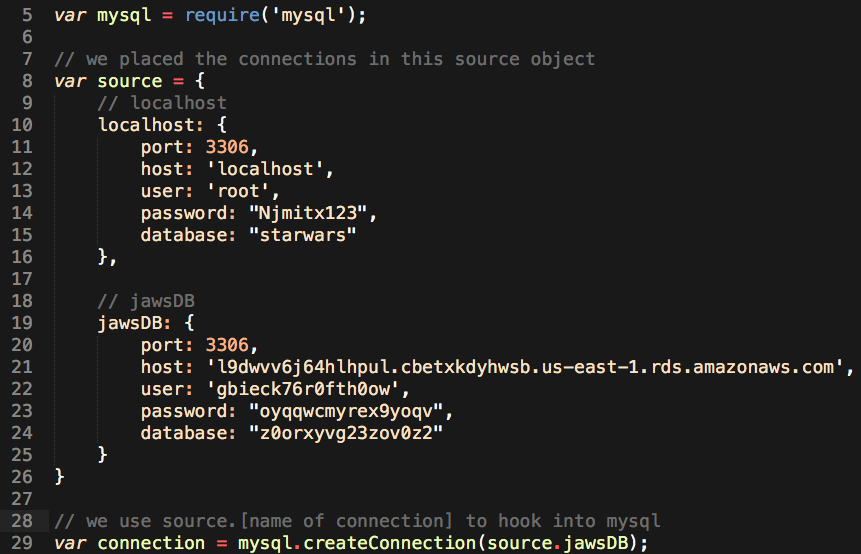 5 var mysql = require('mysql');
6
7 // we placed the connections in this source object
8 var source = {
9     // localhost
10     localhost: {
11         port: 3306,
12         host: 'localhost',
13         user: 'root',
14         password: "Njmitx123",
15         database: "starwars"
16     },
17
18     // jawsDB
19     jawsDB: {
20         port: 3306,
21         host: 'l9dwvv6j64hlhpul.cbetxkdyhwsb.us-east-1.rds.amazonaws.com',
22         user: 'gbieck76r0fth0ow',
23         password: "oyqqwcmyrex9yoqv",
24         database: "z0orxyvg23zov0z2"
25     }
26 }
27
28 // we use source.[name of connection] to hook into mysql
29 var connection = mysql.createConnection(source.jawsDB);